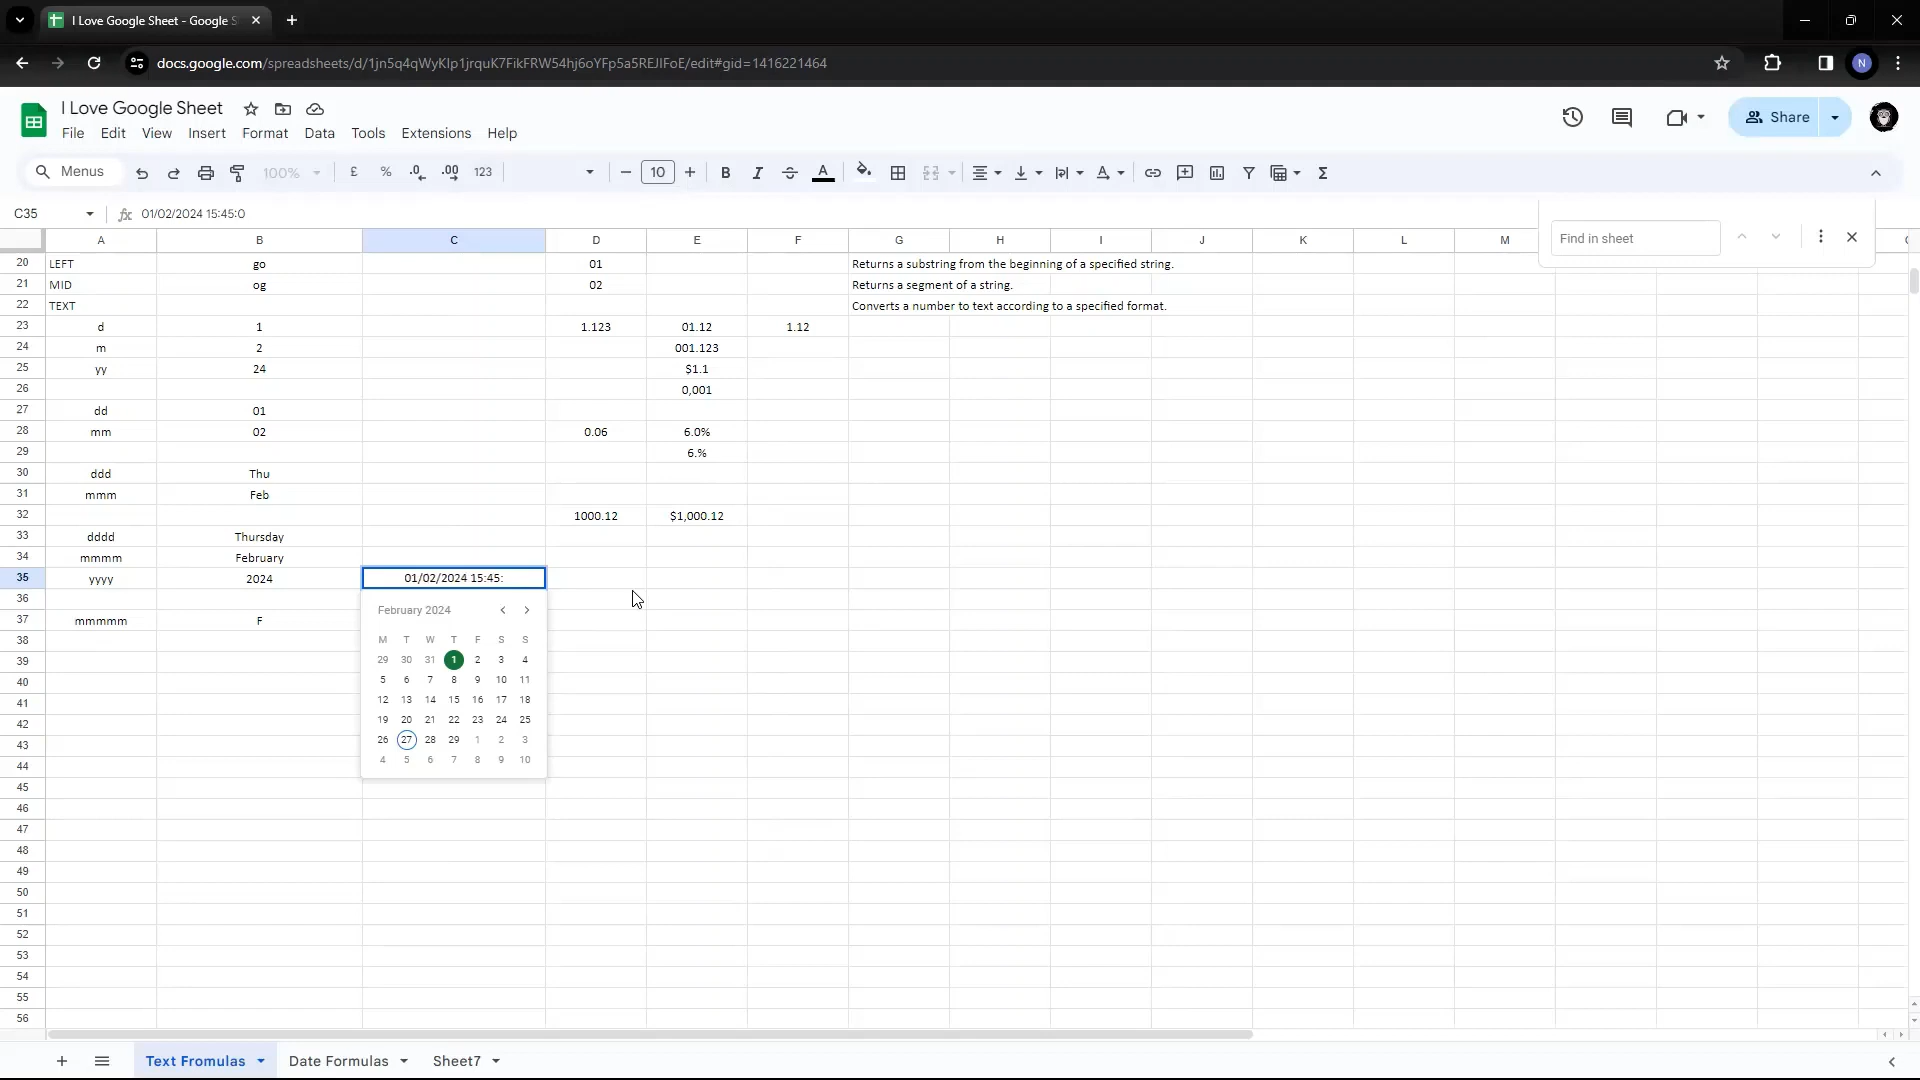 I Love Google Sheet - Google S
docs.google.com/spreadsheets/d/1jn5q4qWyKIp1jrquK7FikFRW54hj6oYFp5a5REJIFoE/edit#gid=1416221464
N
I Love Google Sheet
File Edit View Insert Format Data Tools Extensions Help
Share
Menus 100% £ % .0 .00 123 10 B I A
C35 fx 01/02/2024 15:45:0
Find in sheet
A B C D E F G H I J K L M
20 LEFT go 01 Returns a substring from the beginning of a specified string.
21 MID og 02 Returns a segment of a string.
22 TEXT Converts a number to text according to a specified format.
23 d 1 1.123 01.12 1.12
24 m 2 001.123
25 yy 24 $1.1
26 0,001
27 dd 01
28 mm 02 0.06 6.0%
29 6.%
30 ddd Thu
31 mmm Feb
32 1000.12 $1,000.12
33 dddd Thursday
34 mmmm February
35 yyyy 2024 01/02/2024 15:45:
36
37 mmmmm F
38
39
40
41
42
43
44
45
46
47
48
49
50
51
52
53
54
55
56
February 2024
M T W T F S S
29 30 31 1 2 3 4
5 6 7 8 9 10 11
12 13 14 15 16 17 18
19 20 21 22 23 24 25
26 27 28 29 1 2 3
4 5 6 7 8 9 10
Text Fromulas Date Formulas Sheet7